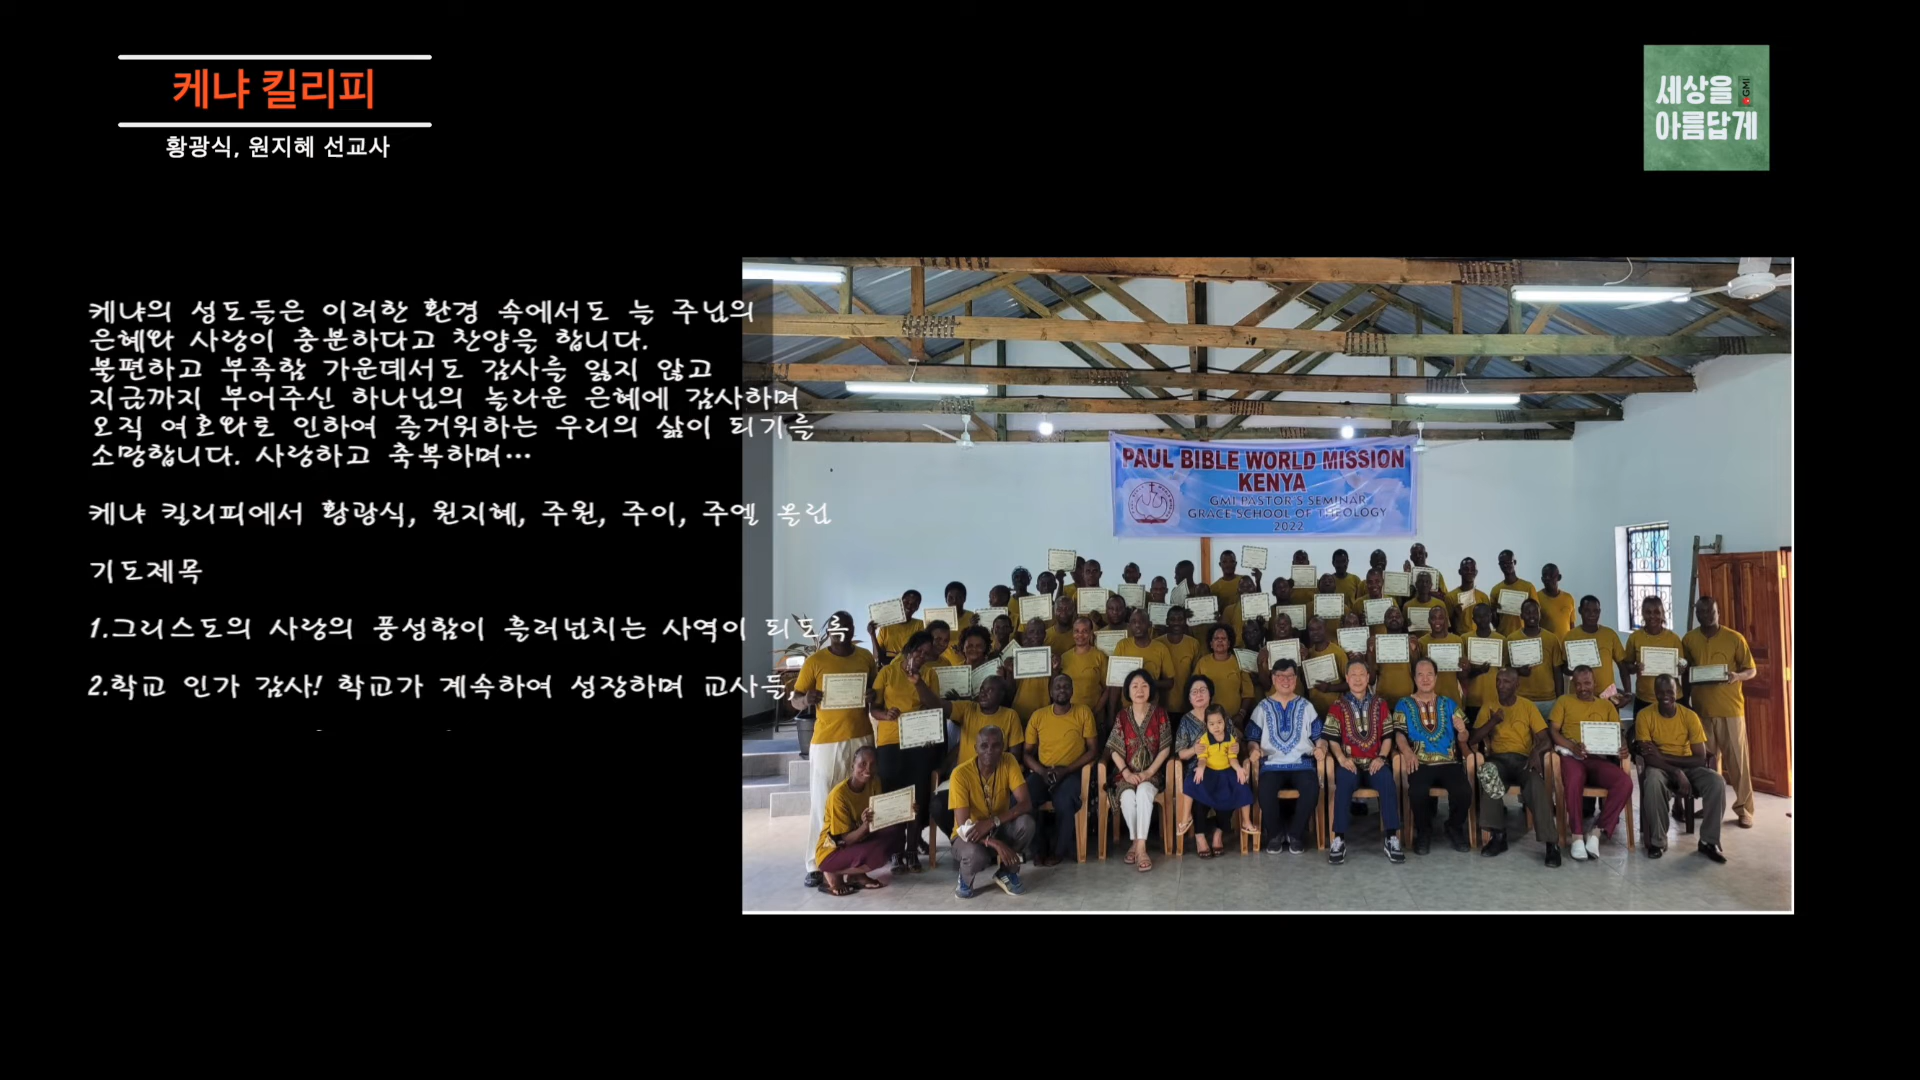 케냐 킬리피
황광식, 원지혜 선교사
세상을 GMI
아름답게
케냐의 성도들은 이러한 환경 속에서도 늘 주님의
은혜와 사랑이 충분하다고 찬양을 합니다.
불편하고 부족함 가운데서도 감사를 잃지 않고
지금까지 부어주신 하나님의 놀라운 은혜에 감사하며
오직 여호와로 인하여 즐거워하는 우리의 삶이 되기를
소망합니다. 사랑하고 축복하며...
케냐 킬리피에서 황광식, 원지혜, 주원, 주이, 주엘 올림
기도제목
1.그리스도의 사랑의 풍성함이 흘러넘치는 사역이 되도록
2.학교 인가 감사! 학교가 계속하여 성장하며 교사들,
PAUL BIBLE WORLD MISSION
KENYA
GMI PASTOR'S SEMINAR
GRACE SCHOOL OF THEOLOGY
2022